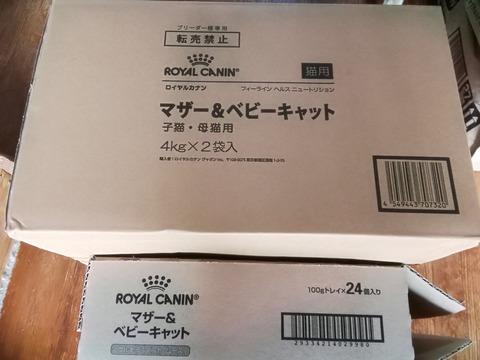 ブリーダー様専用
転売禁止
ROYAL CANIN®
猫用
ロイヤルカナン
フィーライン ヘルス ニュートリション
マザー&ベビーキャット
子猫・母猫用
4kg×2袋入
4 549443 707320
ROYAL CANIN®
100gトレイ×24個入り
マザー&
ベビーキャット
29334214029980